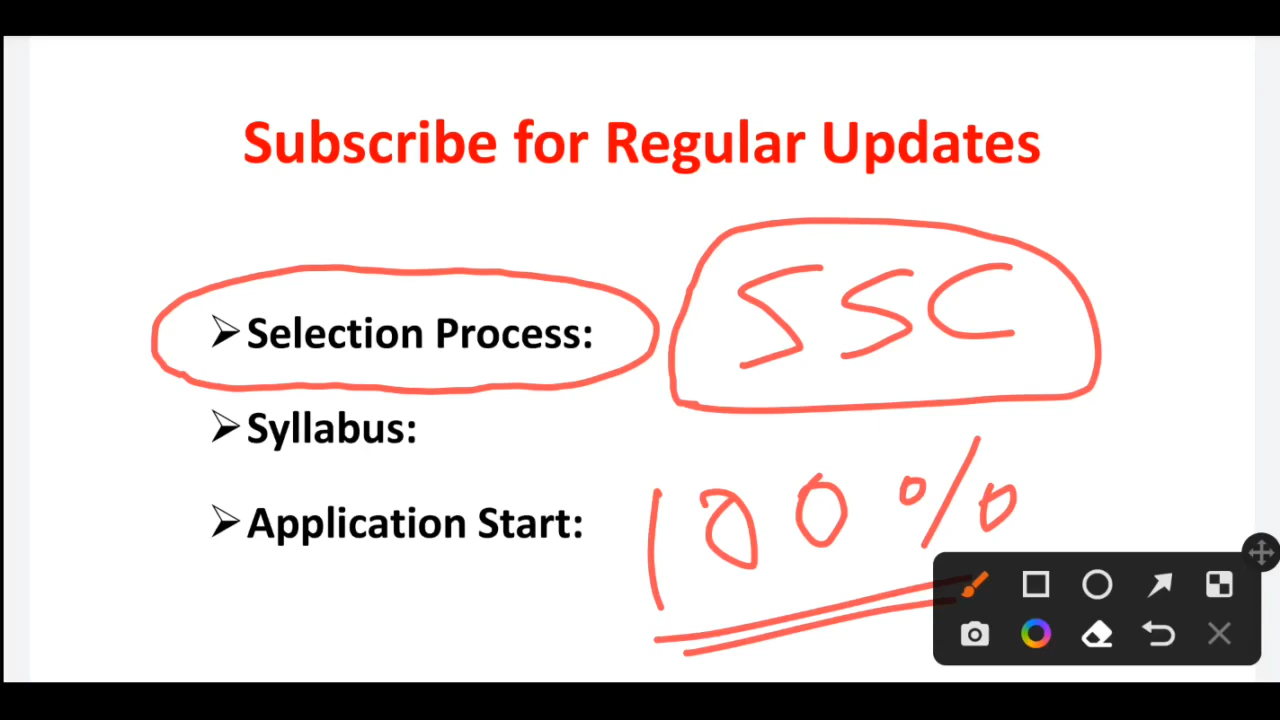 Subscribe for Regular Updates
➢Selection Process:
SSC
➢Syllabus:
➢Application Start:
100%